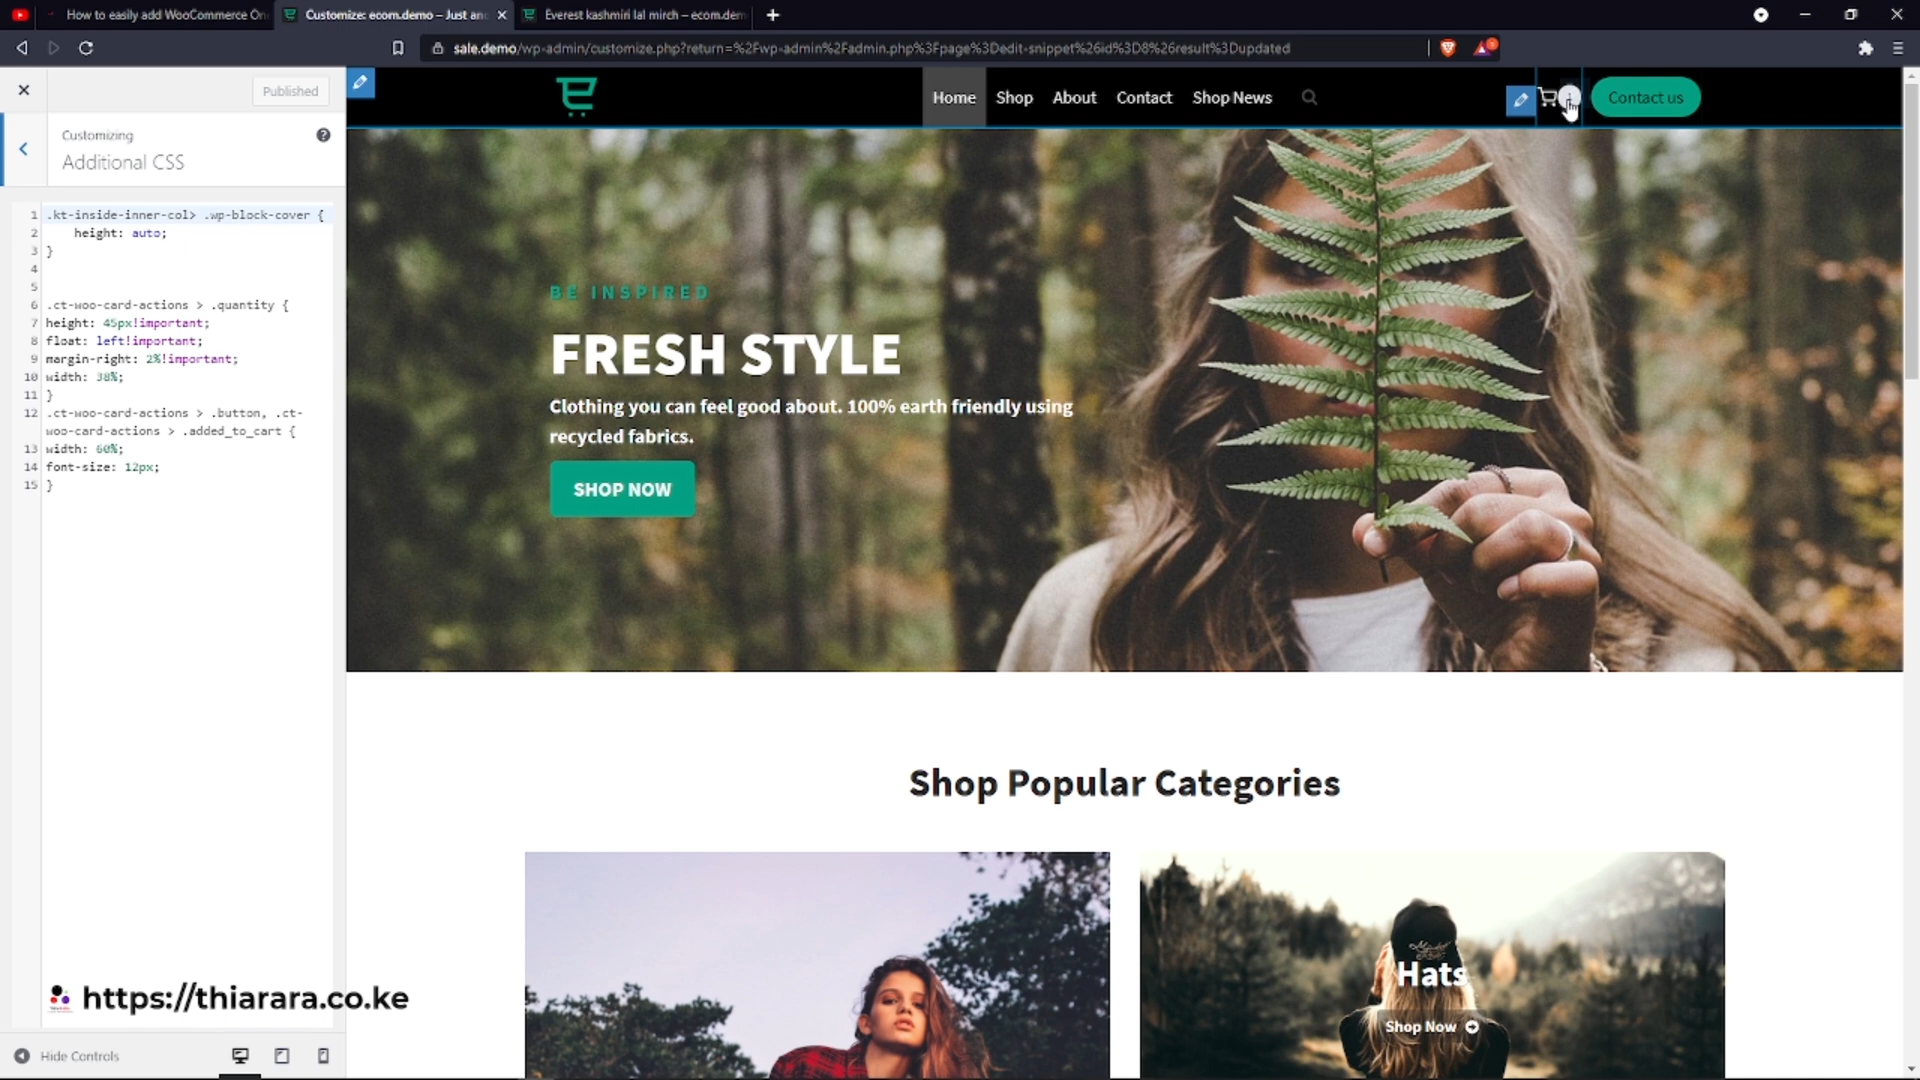 How to easily add WooCommerce On
Customize: ecom.demo – Just an
Everest kashmiri lal mirch – ecom.dem
sale.demo/wp-admin/customize.php?return=%2Fwp-admin%2Fadmin.php%3Fpage%3Dedit-snippet%26id%3D8%26result%3Dupdated
Published
Customizing
Additional CSS
1 .kt-inside-inner-col> .wp-block-cover {
2 height: auto;
3 }
4
5
6 .ct-woo-card-actions > .quantity {
7 height: 45px!important;
8 float: left!important;
9 margin-right: 2%!important;
10 width: 38%;
11 }
12 .ct-woo-card-actions > .button, .ct-
woo-card-actions > .added_to_cart {
13 width: 60%;
14 font-size: 12px;
15 }
https://thiarara.co.ke
Hide Controls
Home
Shop
About
Contact
Shop News
Contact us
BE INSPIRED
FRESH STYLE
Clothing you can feel good about. 100% earth friendly using
recycled fabrics.
SHOP NOW
Shop Popular Categories
Hats
Shop Now